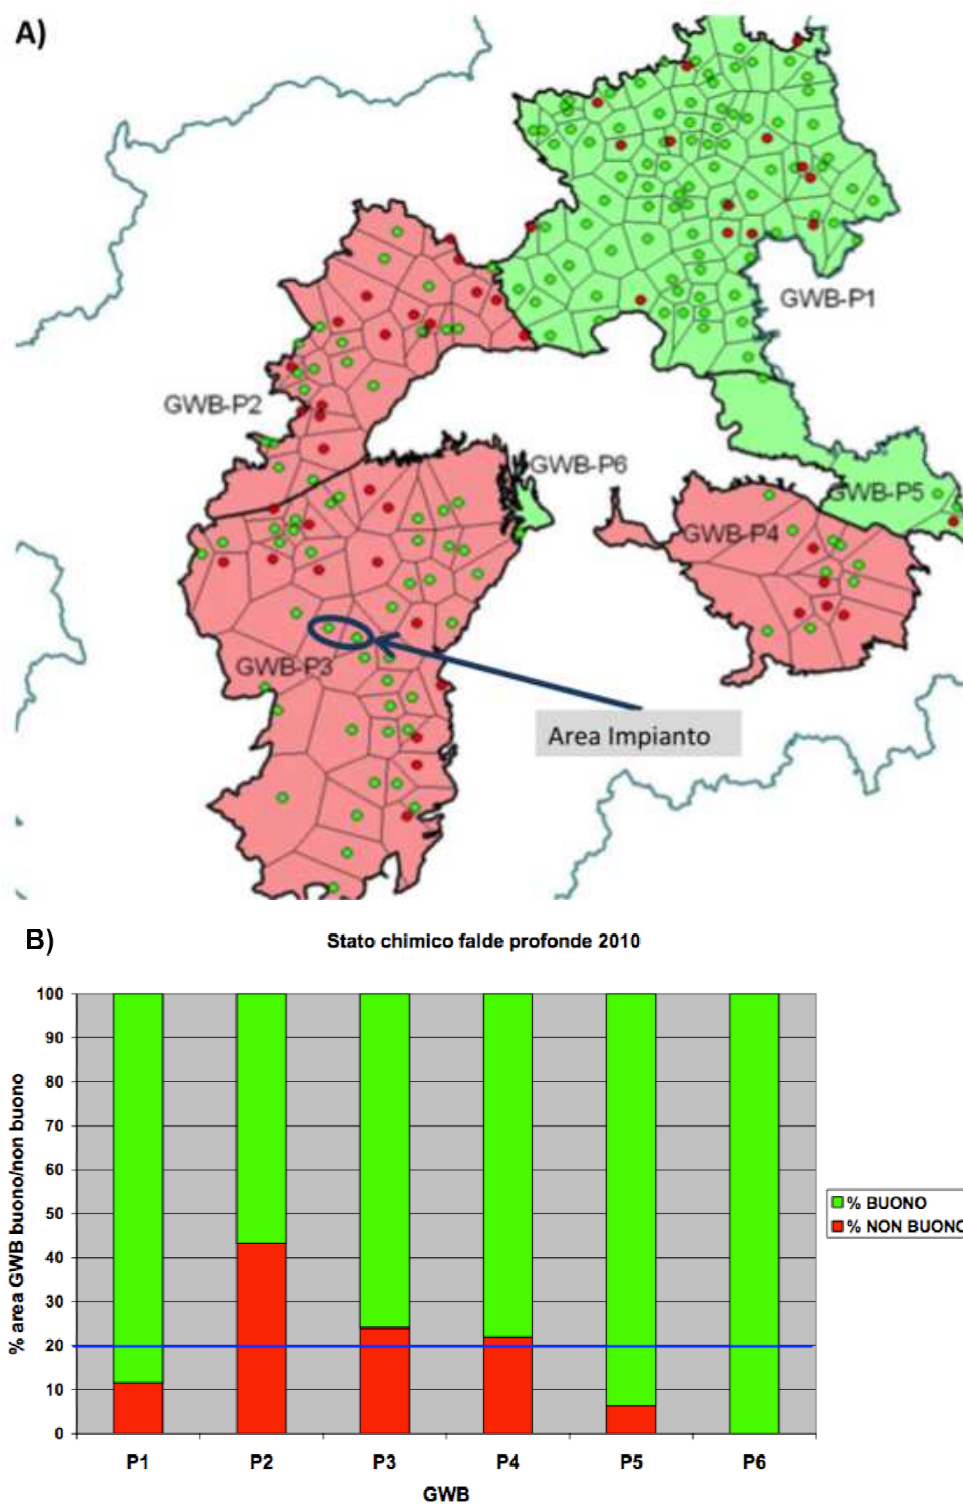 A)
GWB-P1
GWB-P2
GWB-P6
GWB-P5
GWB-P4
GWB-P3
Area Impianto
B)
Stato chimico falde profonde 2010
% area GWB buono/non buono
100
90
80
70
60
50
40
30
20
10
0
P1 P2 P3 P4 P5 P6
GWB
% BUONO
% NON BUONO